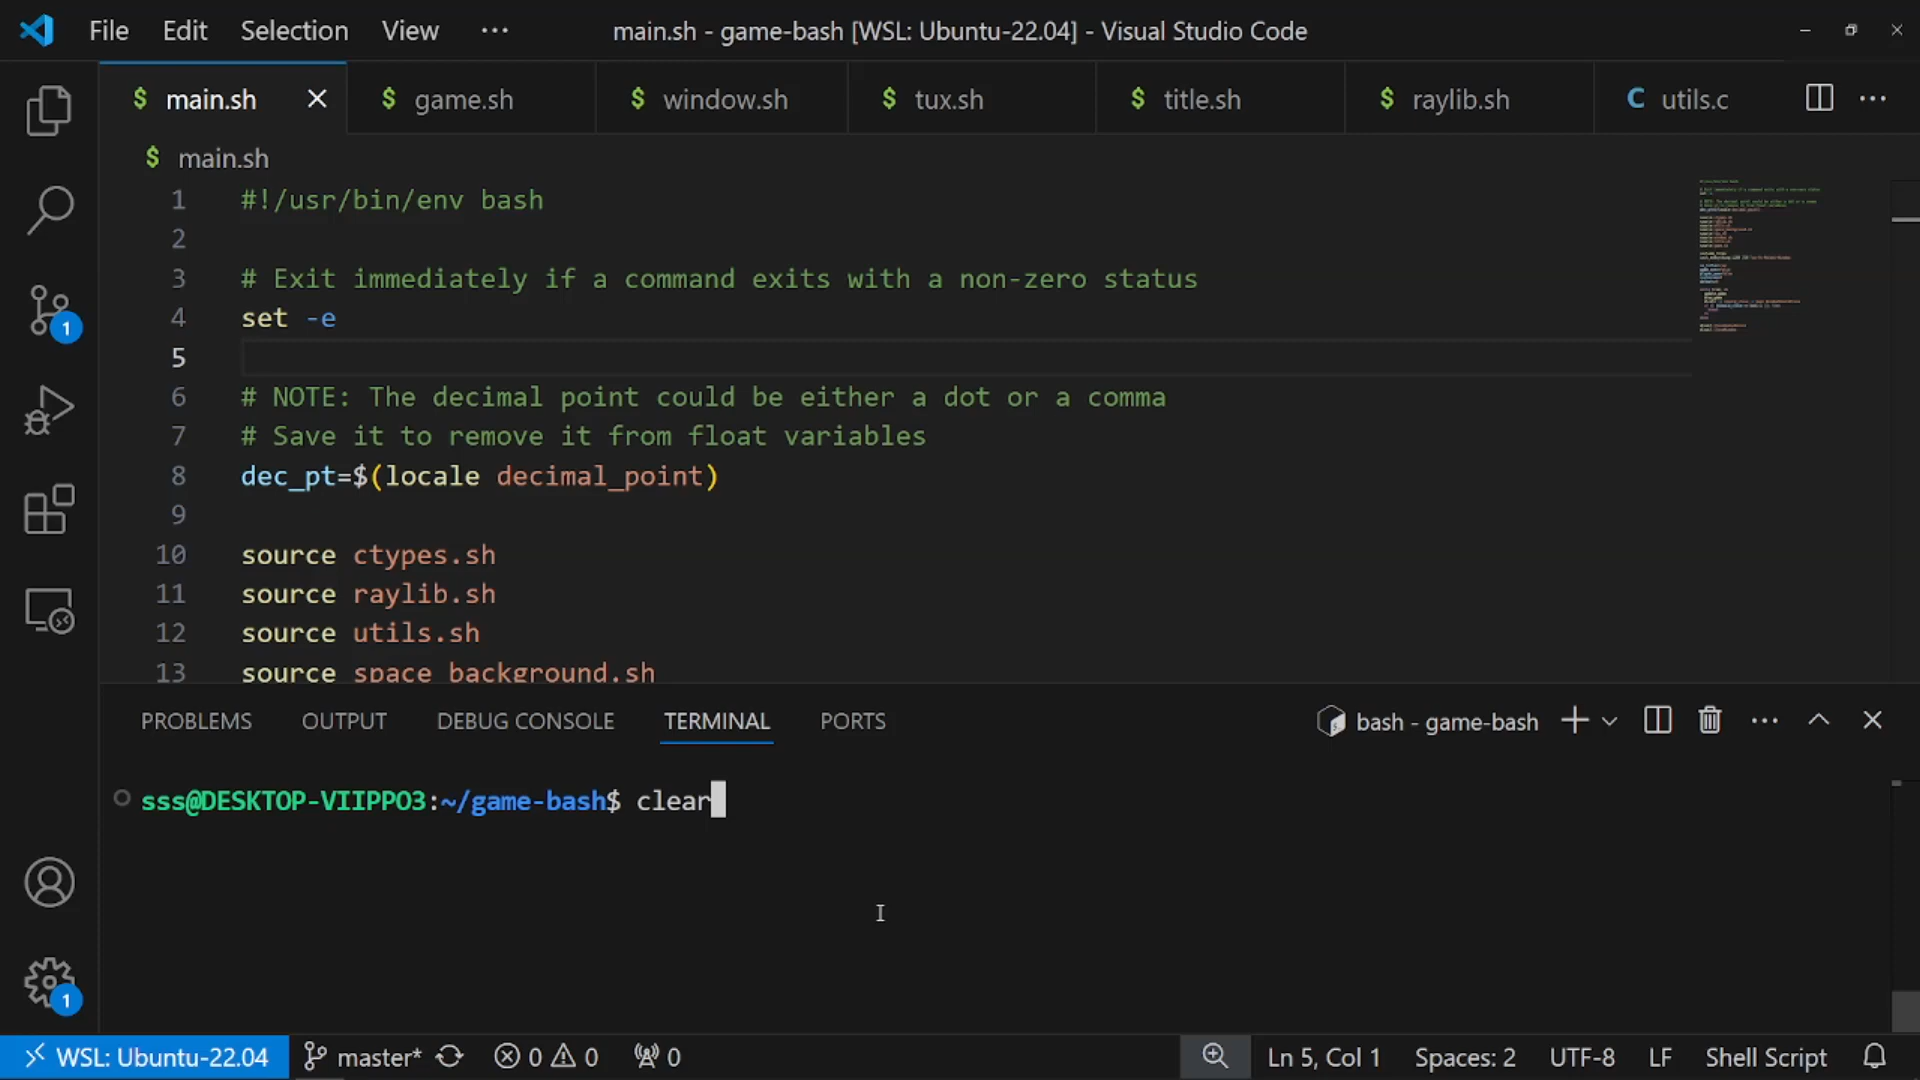 File Edit Selection View ··· main.sh - game-bash [WSL: Ubuntu-22.04] - Visual Studio Code
$ main.sh $ game.sh $ window.sh $ tux.sh $ title.sh $ raylib.sh C utils.c
$ main.sh
1 #!/usr/bin/env bash
2
3 # Exit immediately if a command exits with a non-zero status
4 set -e
5
6 # NOTE: The decimal point could be either a dot or a comma
7 # Save it to remove it from float variables
8 dec_pt=$(locale decimal_point)
9
10 source ctypes.sh
11 source raylib.sh
12 source utils.sh
13 source space_background.sh
1
PROBLEMS OUTPUT DEBUG CONSOLE TERMINAL PORTS bash - game-bash
sss@DESKTOP-VIIPPO3:~/game-bash$ clear
1
WSL: Ubuntu-22.04 master* 0 0 0 Ln 5, Col 1 Spaces: 2 UTF-8 LF Shell Script